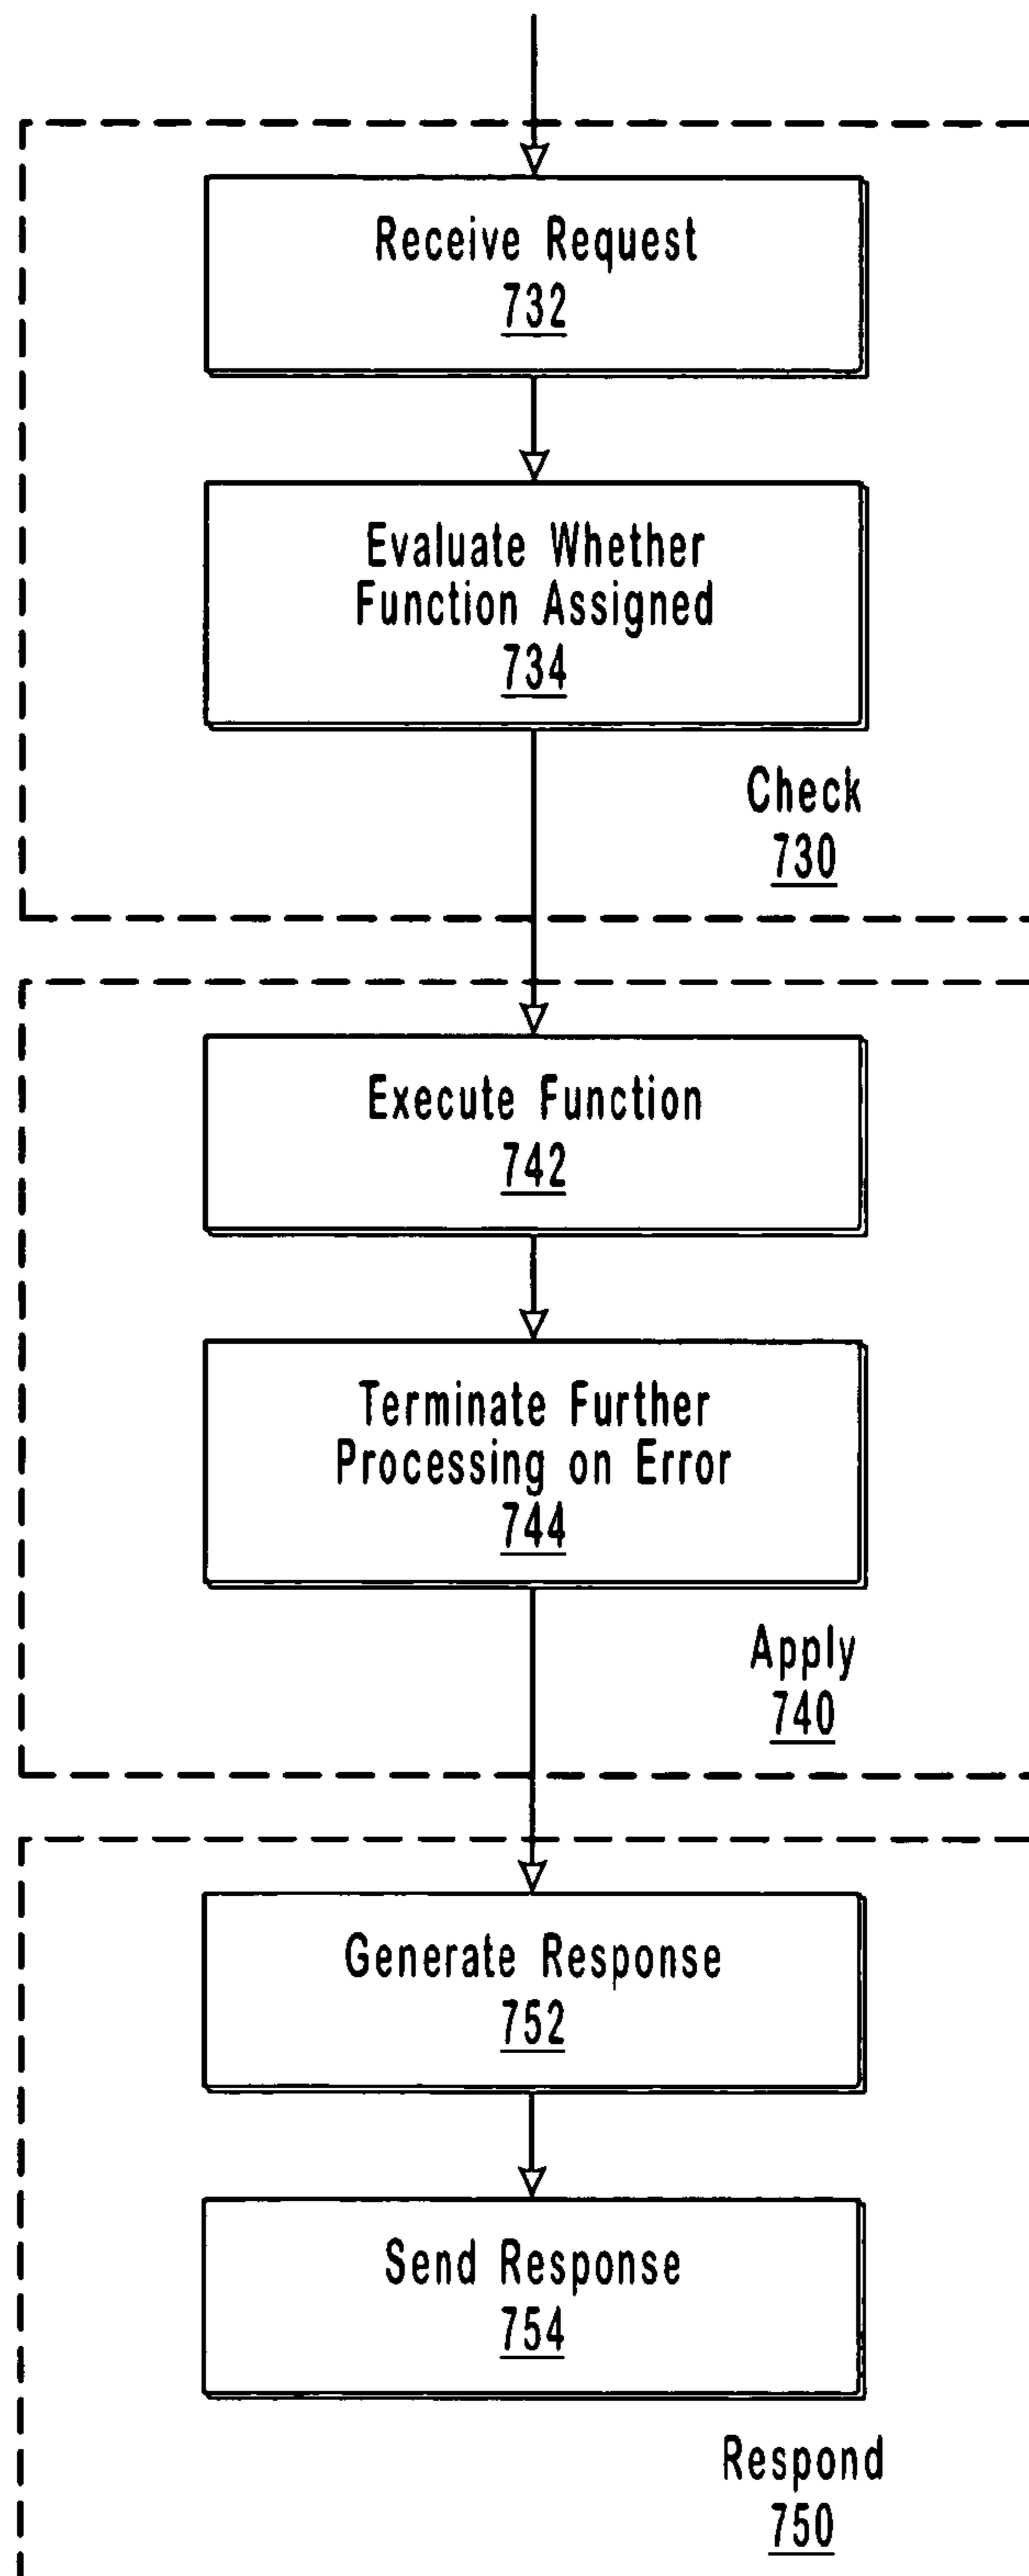 Receive Request
732
Evaluate Whether
Function Assigned
734
Check
730
Execute Function
742
Terminate Further
Processing on Error
744
Apply
740
Generate Response
752
Send Response
754
Respond
750